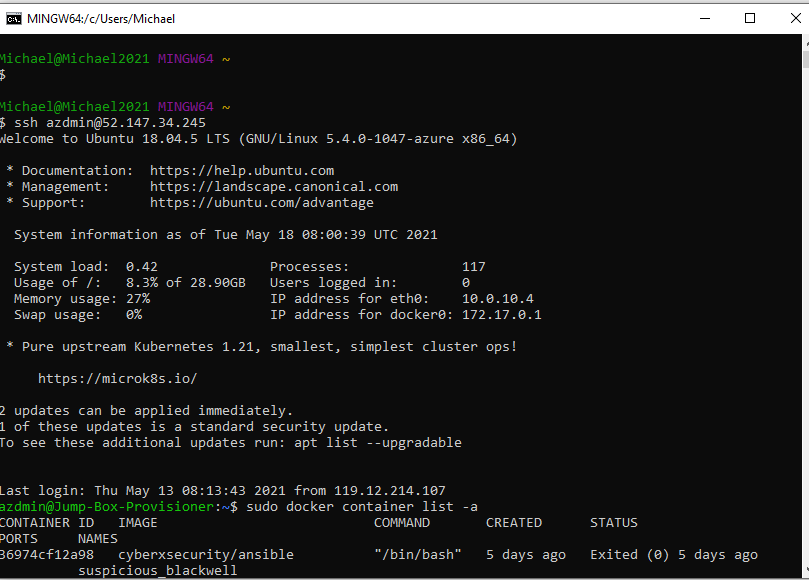 MINGW64:/c/Users/Michael
Michael@Michael2021 MINGW64 ~
$
Michael@Michael2021 MINGW64 ~
$ ssh azdmin@52.147.34.245
Welcome to Ubuntu 18.04.5 LTS (GNU/Linux 5.4.0-1047-azure x86_64)
* Documentation:  https://help.ubuntu.com
* Management:     https://landscape.canonical.com
* Support:        https://ubuntu.com/advantage
System information as of Tue May 18 08:00:39 UTC 2021
System load:  0.42              Processes:              117
Usage of /:   8.3% of 28.90GB   Users logged in:        0
Memory usage: 27%               IP address for eth0:    10.0.10.4
Swap usage:   0%                IP address for docker0: 172.17.0.1
* Pure upstream Kubernetes 1.21, smallest, simplest cluster ops!
https://microk8s.io/
2 updates can be applied immediately.
1 of these updates is a standard security update.
To see these additional updates run: apt list --upgradable
Last login: Thu May 13 08:13:43 2021 from 119.12.214.107
azdmin@Jump-Box-Provisioner:~$ sudo docker container list -a
CONTAINER ID   IMAGE                      COMMAND       CREATED      STATUS
PORTS     NAMES
36974cf12a98   cyberxsecurity/ansible     "/bin/bash"   5 days ago   Exited (0) 5 days ago
suspicious_blackwell